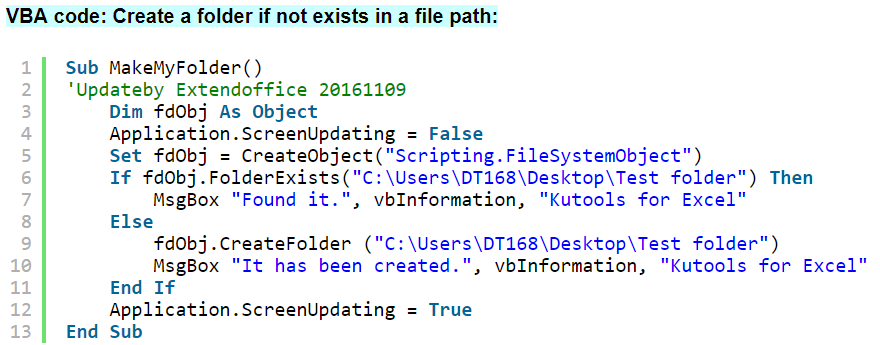 VBA code: Create a folder if not exists in a file path:
1 Sub MakeMyFolder()
2 'Updateby Extendoffice 20161109
3     Dim fdObj As Object
4     Application.ScreenUpdating = False
5     Set fdObj = CreateObject("Scripting.FileSystemObject")
6     If fdObj.FolderExists("C:\Users\DT168\Desktop\Test folder") Then
7         MsgBox "Found it.", vbInformation, "Kutools for Excel"
8     Else
9         fdObj.CreateFolder ("C:\Users\DT168\Desktop\Test folder")
10         MsgBox "It has been created.", vbInformation, "Kutools for Excel"
11     End If
12     Application.ScreenUpdating = True
13 End Sub